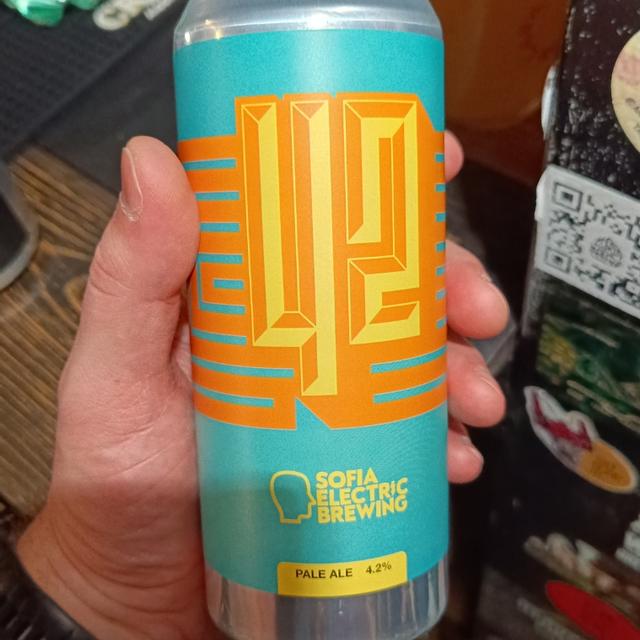 42
SOFIA
ELECTRIC
BREWING
PALE ALE 4.2%